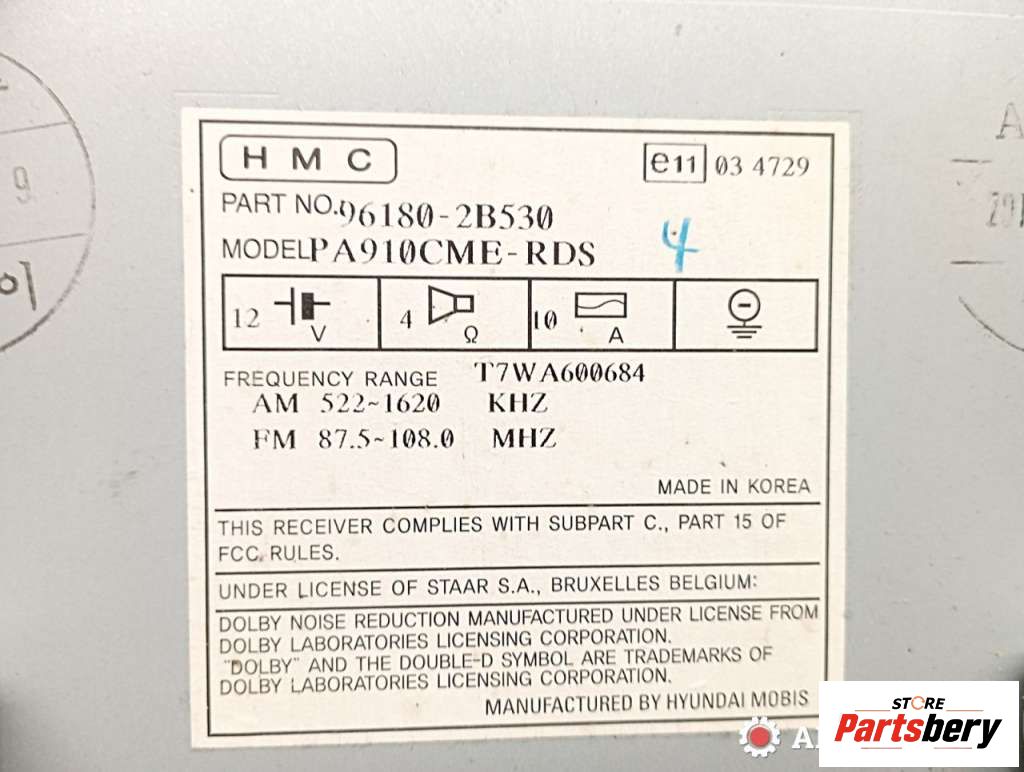 HMC
e11 03 4729
PART NO. 96180-2B530
MODEL PA910CME-RDS
4
12 V
4 Ω
10 A
FREQUENCY RANGE T7WA600684
AM 522~1620 KHZ
FM 87.5~108.0 MHZ
MADE IN KOREA
THIS RECEIVER COMPLIES WITH SUBPART C., PART 15 OF
FCC RULES.
UNDER LICENSE OF STAAR S.A., BRUXELLES BELGIUM:
DOLBY NOISE REDUCTION MANUFACTURED UNDER LICENSE FROM
DOLBY LABORATORIES LICENSING CORPORATION.
"DOLBY" AND THE DOUBLE-D SYMBOL ARE TRADEMARKS OF
DOLBY LABORATORIES LICENSING CORPORATION.
MANUFACTURED BY HYUNDAI MOBIS
9
STORE
Partsbery